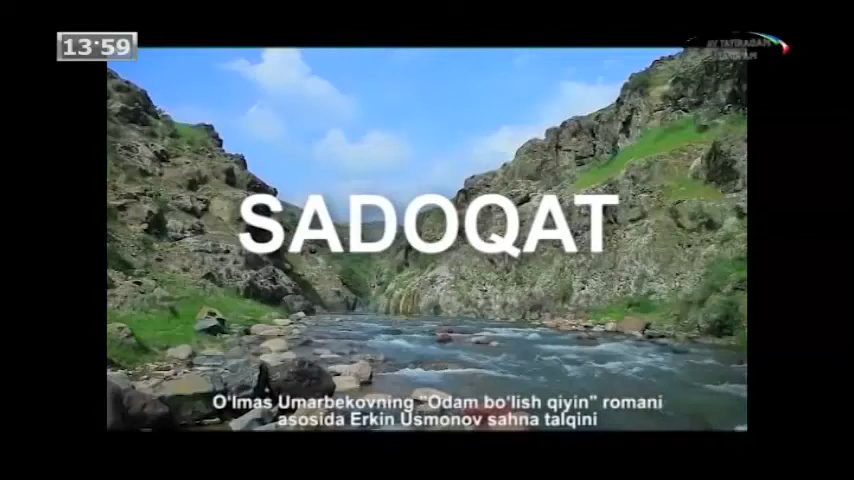 13:59
SADOQAT
O'lmas Umarbekovning "Odam bo'lish qiyin" romani
asosida Erkin Usmonov sahna talqini